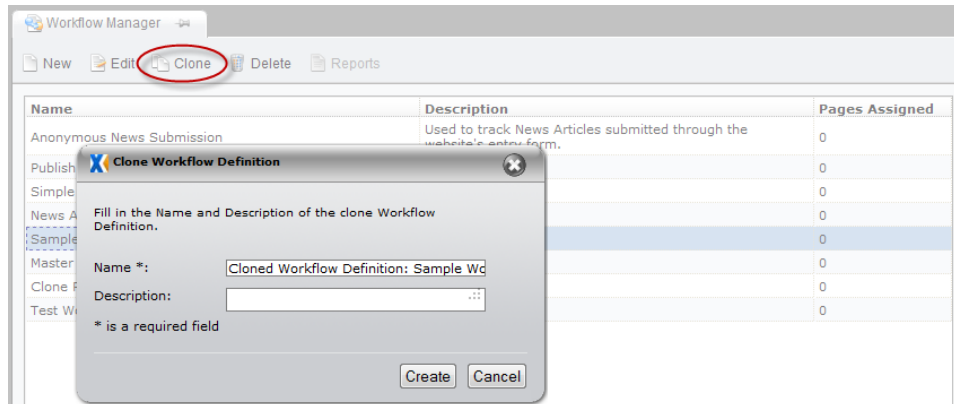 Workflow Manager
New Edit Clone Delete Reports
Name Description Pages Assigned
Anonymous News Submission Used to track News Articles submitted through the
website's entry form. 0
Publish 0
Simple 0
News A 0
Sample 0
Master 0
Clone 0
Test 0
Clone Workflow Definition
Fill in the Name and Description of the clone Workflow
Definition.
Name *: Cloned Workflow Definition: Sample Wo
Description:
* is a required field
Create Cancel